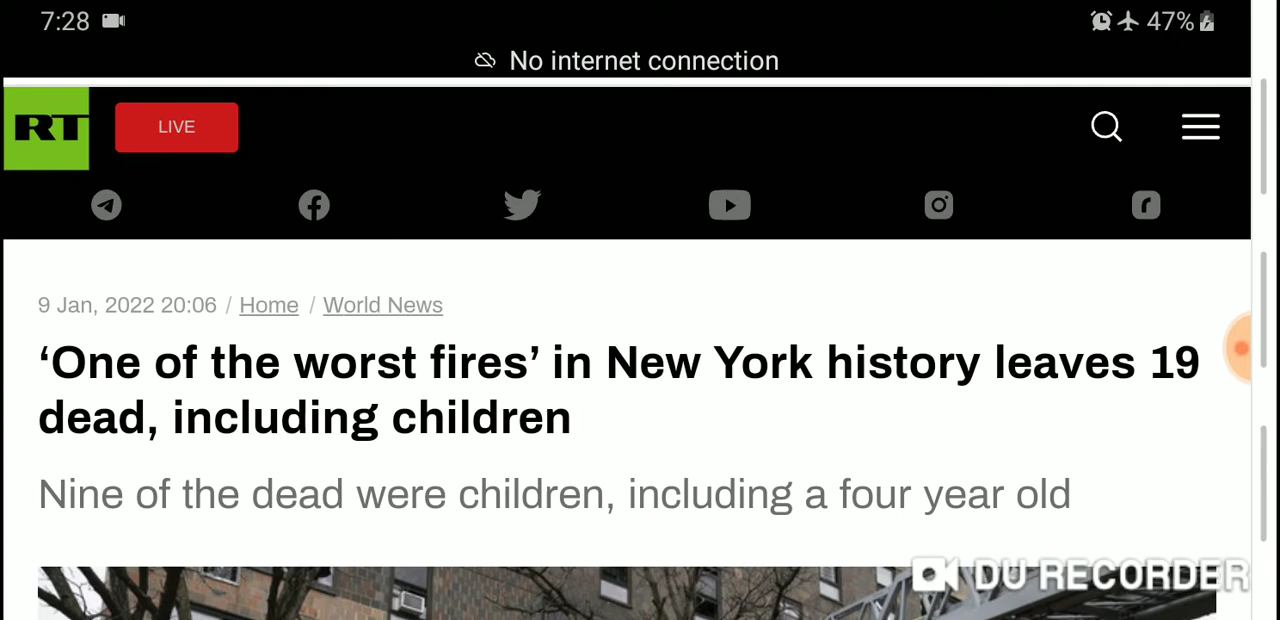 7:28 47%
No internet connection
RT LIVE
9 Jan, 2022 20:06 / Home / World News
‘One of the worst fires’ in New York history leaves 19
dead, including children
Nine of the dead were children, including a four year old
DU RECORDER